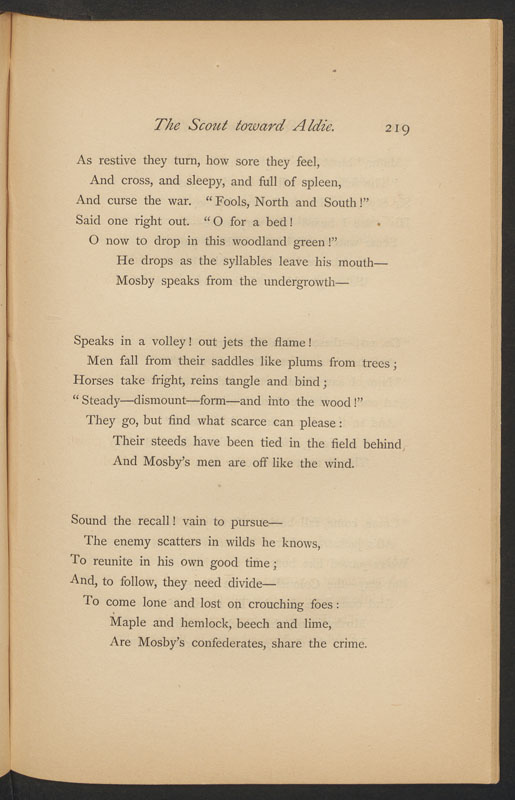 The Scout toward Aldie. 219
As restive they turn, how sore they feel,
And cross, and sleepy, and full of spleen,
And curse the war. "Fools, North and South!"
Said one right out. "O for a bed!
O now to drop in this woodland green!"
He drops as the syllables leave his mouth—
Mosby speaks from the undergrowth—
Speaks in a volley! out jets the flame!
Men fall from their saddles like plums from trees;
Horses take fright, reins tangle and bind;
"Steady—dismount—form—and into the wood!"
They go, but find what scarce can please:
Their steeds have been tied in the field behind,
And Mosby's men are off like the wind.
Sound the recall! vain to pursue—
The enemy scatters in wilds he knows,
To reunite in his own good time;
And, to follow, they need divide—
To come lone and lost on crouching foes:
Maple and hemlock, beech and lime,
Are Mosby's confederates, share the crime.